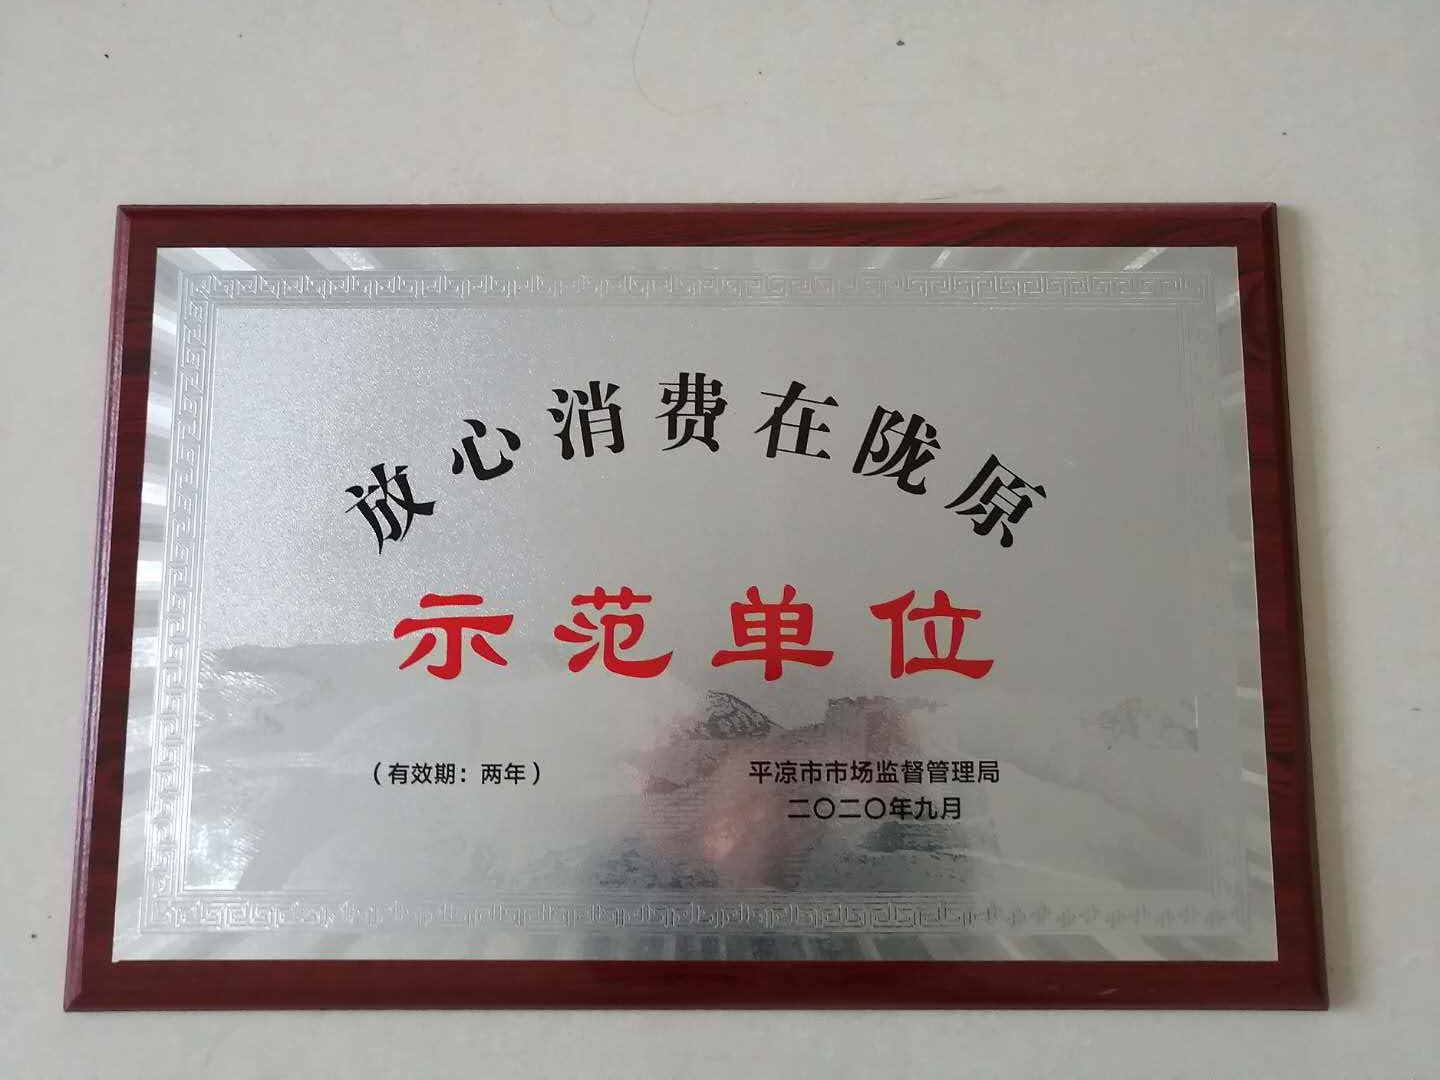 放心消费在陇原
示范单位
（有效期：两年）
平凉市市场监督管理局
二〇二〇年九月